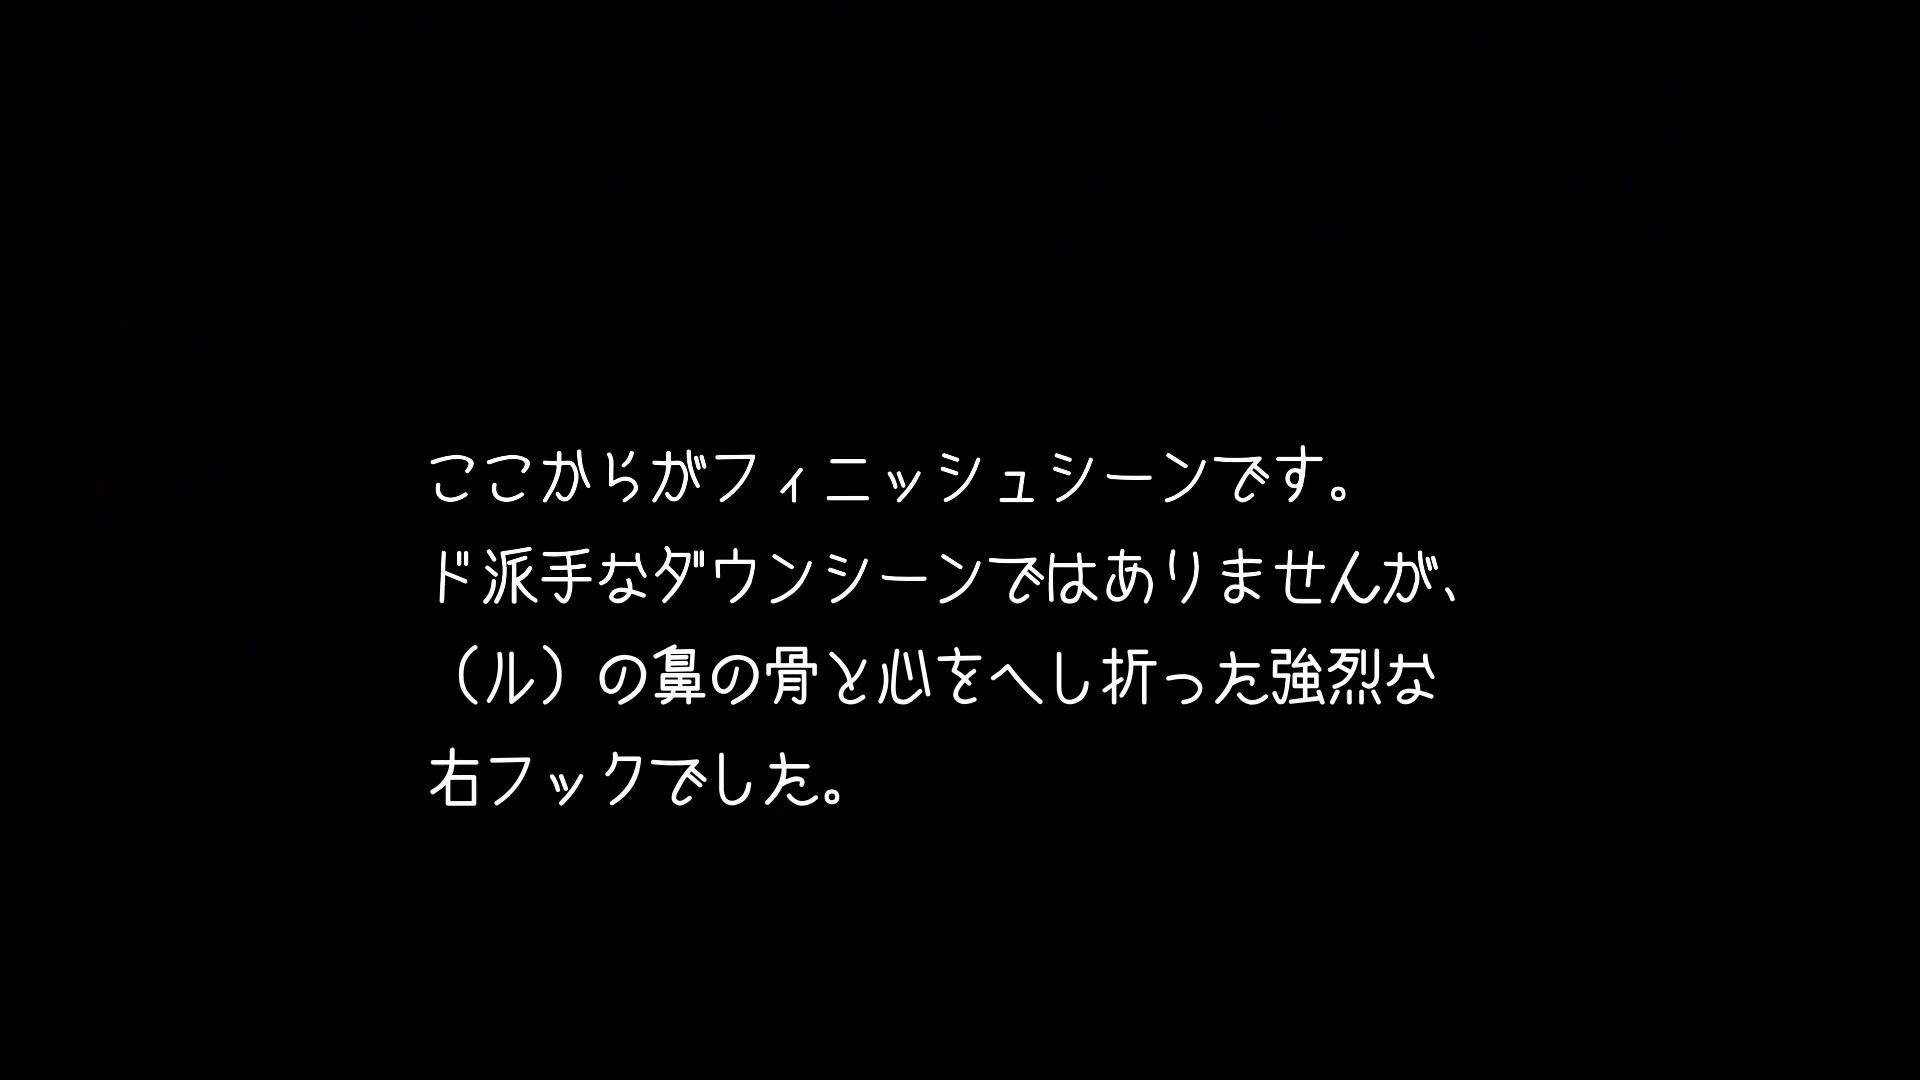 ここからがフィニッシュシーンです。
ド派手なダウンシーンではありませんが、
（ル）の鼻の骨と心をへし折った強烈な
右フックでした。